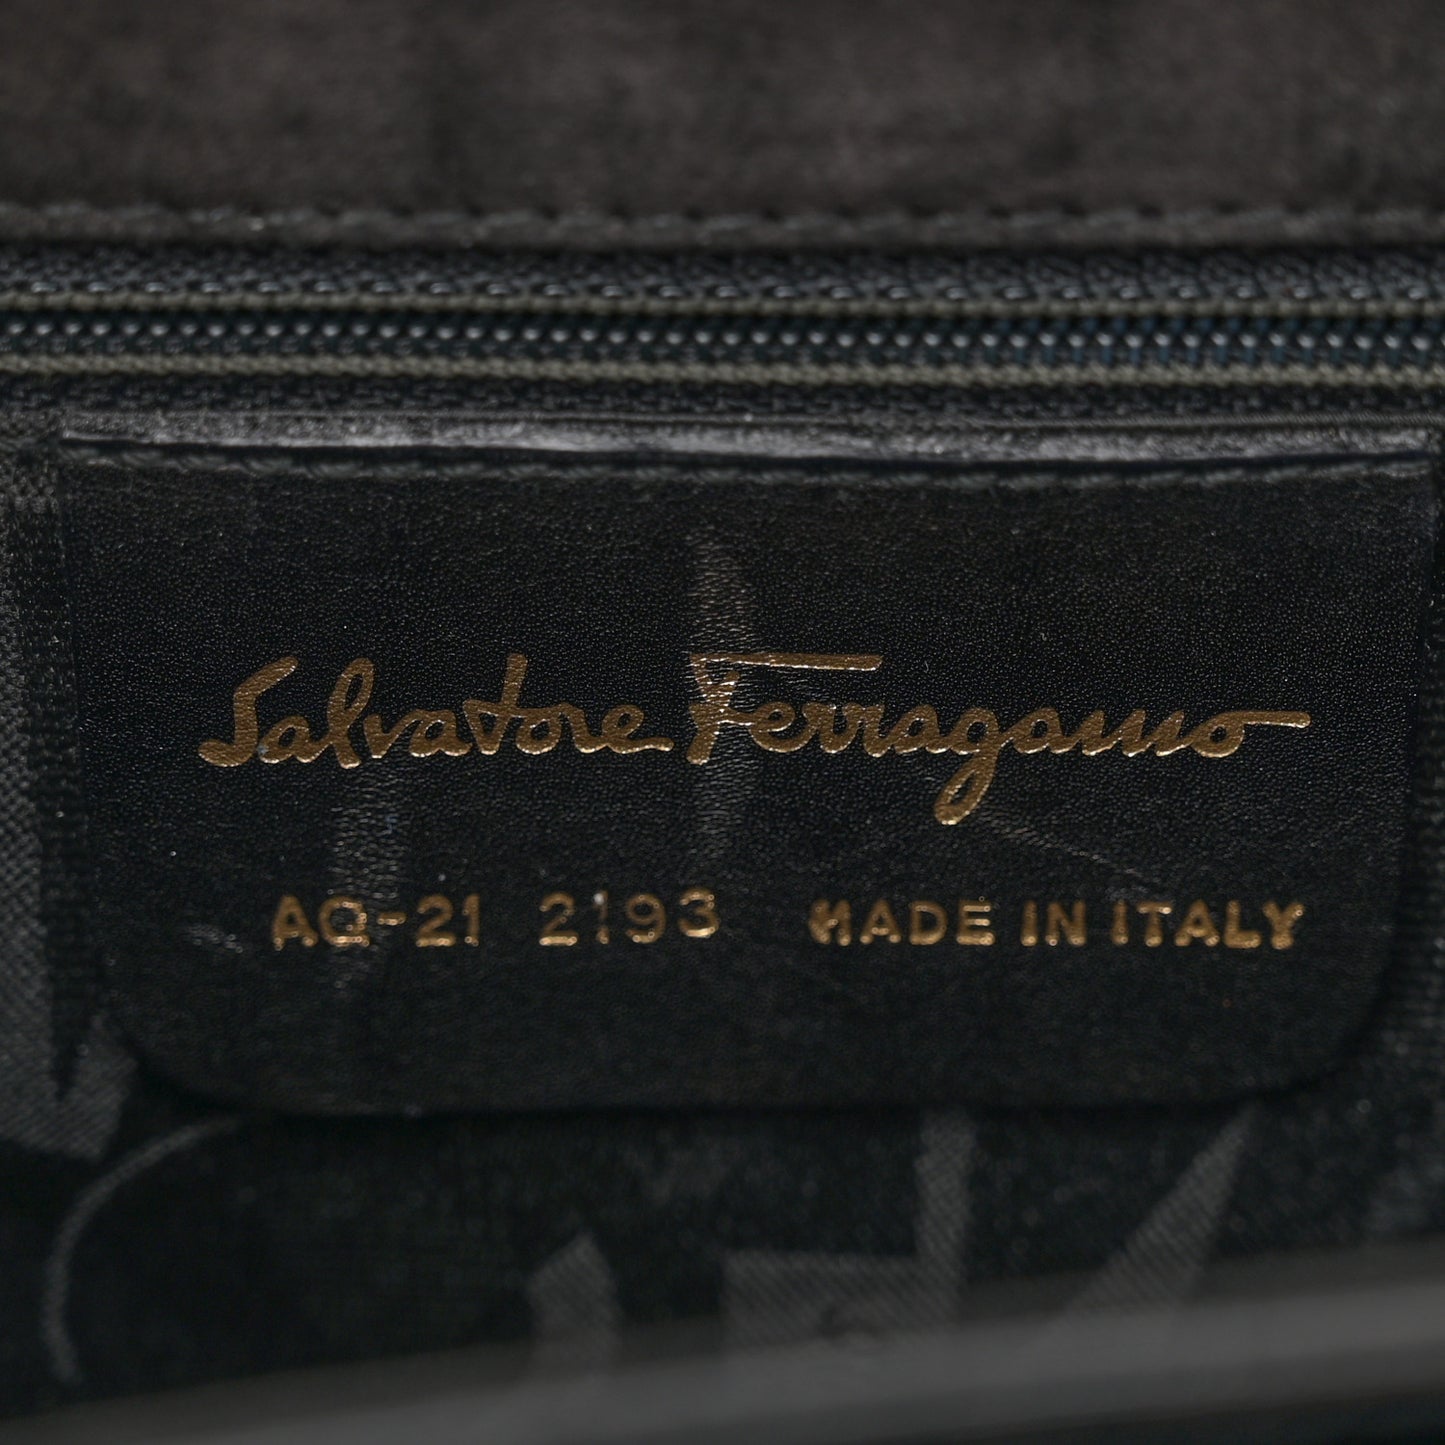 Salvatore Ferragamo
AQ-21 2193 MADE IN ITALY